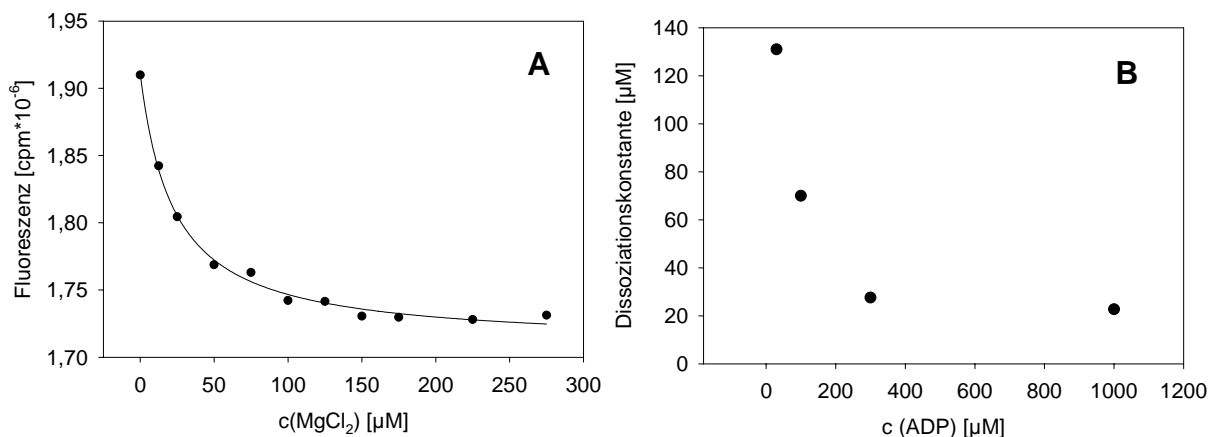 A
1,95
1,90
1,85
1,80
1,75
1,70
Fluoreszenz [cpm*10⁻⁶]
0 50 100 150 200 250 300
c(MgCl₂) [µM]
B
140
120
100
80
60
40
20
0
Dissoziationskonstante [µM]
0 200 400 600 800 1000 1200
c (ADP) [µM]